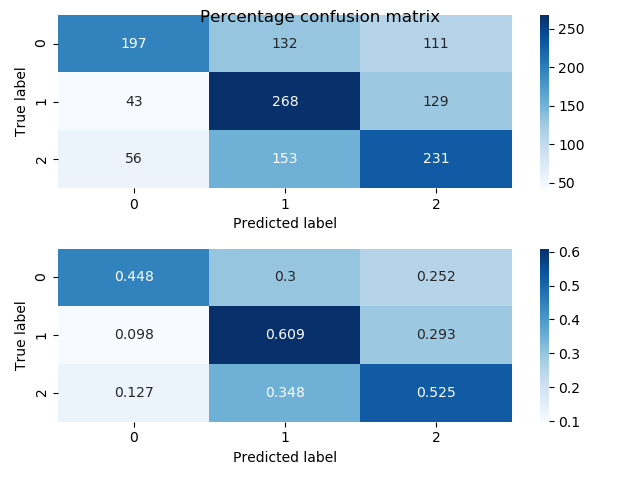 Percentage confusion matrix
True label
0 197 132 111
1 43 268 129
2 56 153 231
0 1 2
Predicted label
250
200
150
100
50
True label
0 0.448 0.3 0.252
1 0.098 0.609 0.293
2 0.127 0.348 0.525
0 1 2
Predicted label
0.6
0.5
0.4
0.3
0.2
0.1